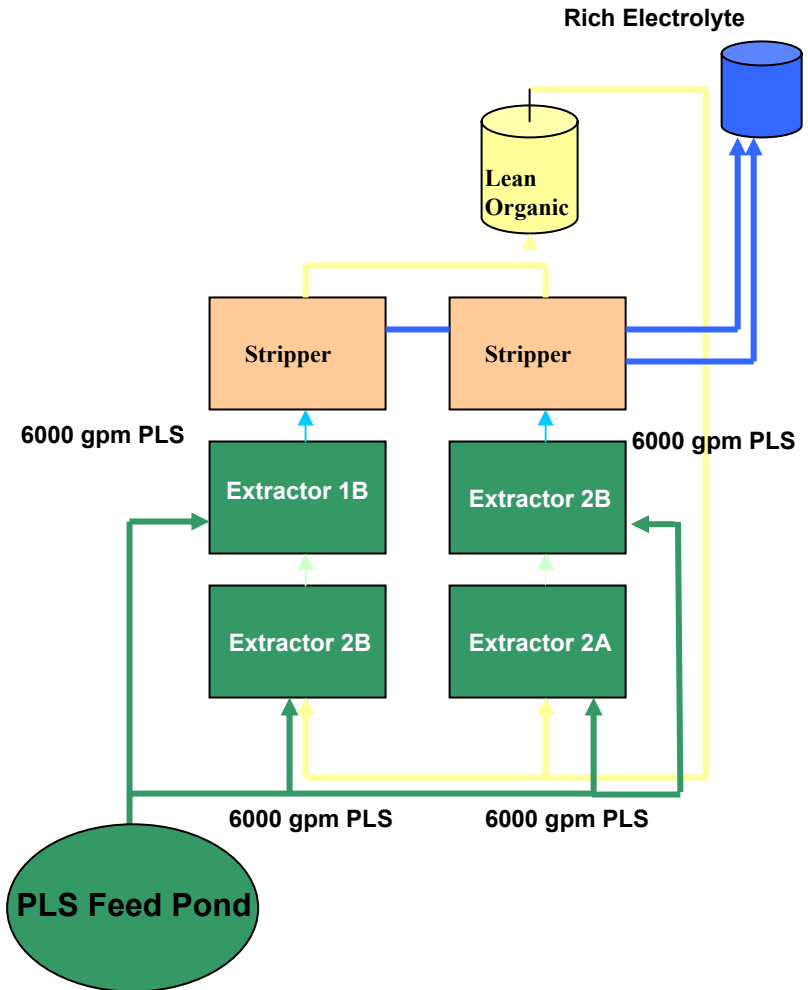 Rich Electrolyte
Lean
Organic
Stripper
Stripper
6000 gpm PLS
6000 gpm PLS
Extractor 1B
Extractor 2B
Extractor 2B
Extractor 2A
6000 gpm PLS
6000 gpm PLS
PLS Feed Pond